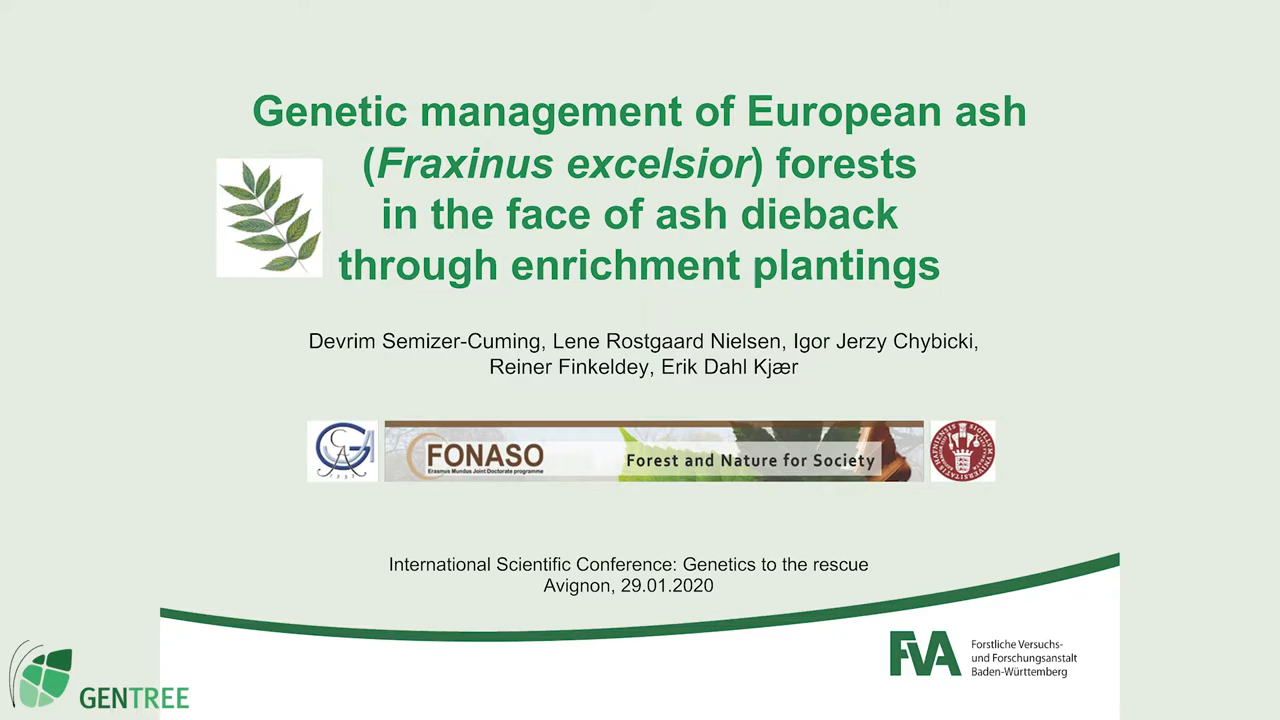 Genetic management of European ash
(Fraxinus excelsior) forests
in the face of ash dieback
through enrichment plantings
Devrim Semizer-Cuming, Lene Rostgaard Nielsen, Igor Jerzy Chybicki,
Reiner Finkeldey, Erik Dahl Kjær
FONASO
Erasmus Mundus Joint Doctorate programme
Forest and Nature for Society
International Scientific Conference: Genetics to the rescue
Avignon, 29.01.2020
FVA
Forstliche Versuchs-
und Forschungsanstalt
Baden-Württemberg
GENTREE